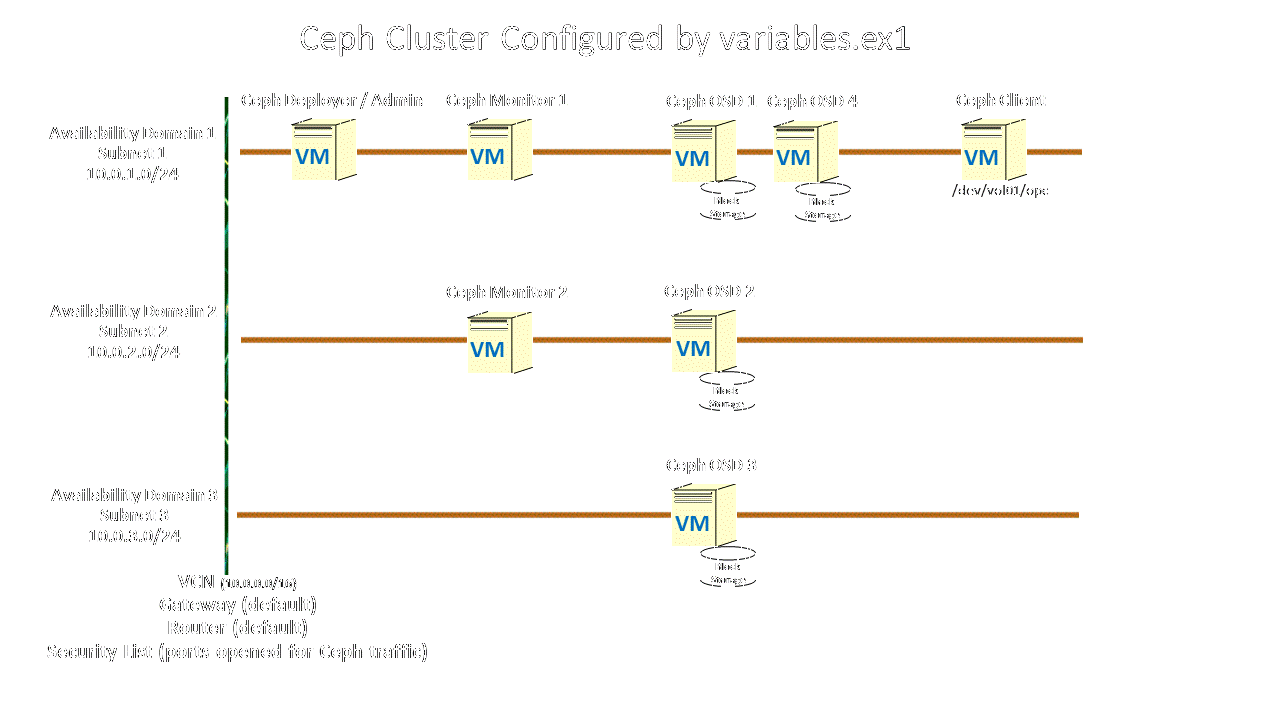 Ceph Cluster Configured by variables.ex1
Ceph Deployer / Admin
Ceph Monitor 1
Ceph OSD 1
Ceph OSD 4
Ceph Client
Availability Domain 1
Subnet 1
10.0.1.0/24
VM
VM
VM
VM
VM
/dev/vol01/opc
Block
Storage
Block
Storage
Ceph Monitor 2
Ceph OSD 2
Availability Domain 2
Subnet 2
10.0.2.0/24
VM
VM
Block
Storage
Ceph OSD 3
Availability Domain 3
Subnet 3
10.0.3.0/24
VM
Block
Storage
VCN (10.0.0.0/16)
Gateway (default)
Router (default)
Security List (ports opened for Ceph traffic)